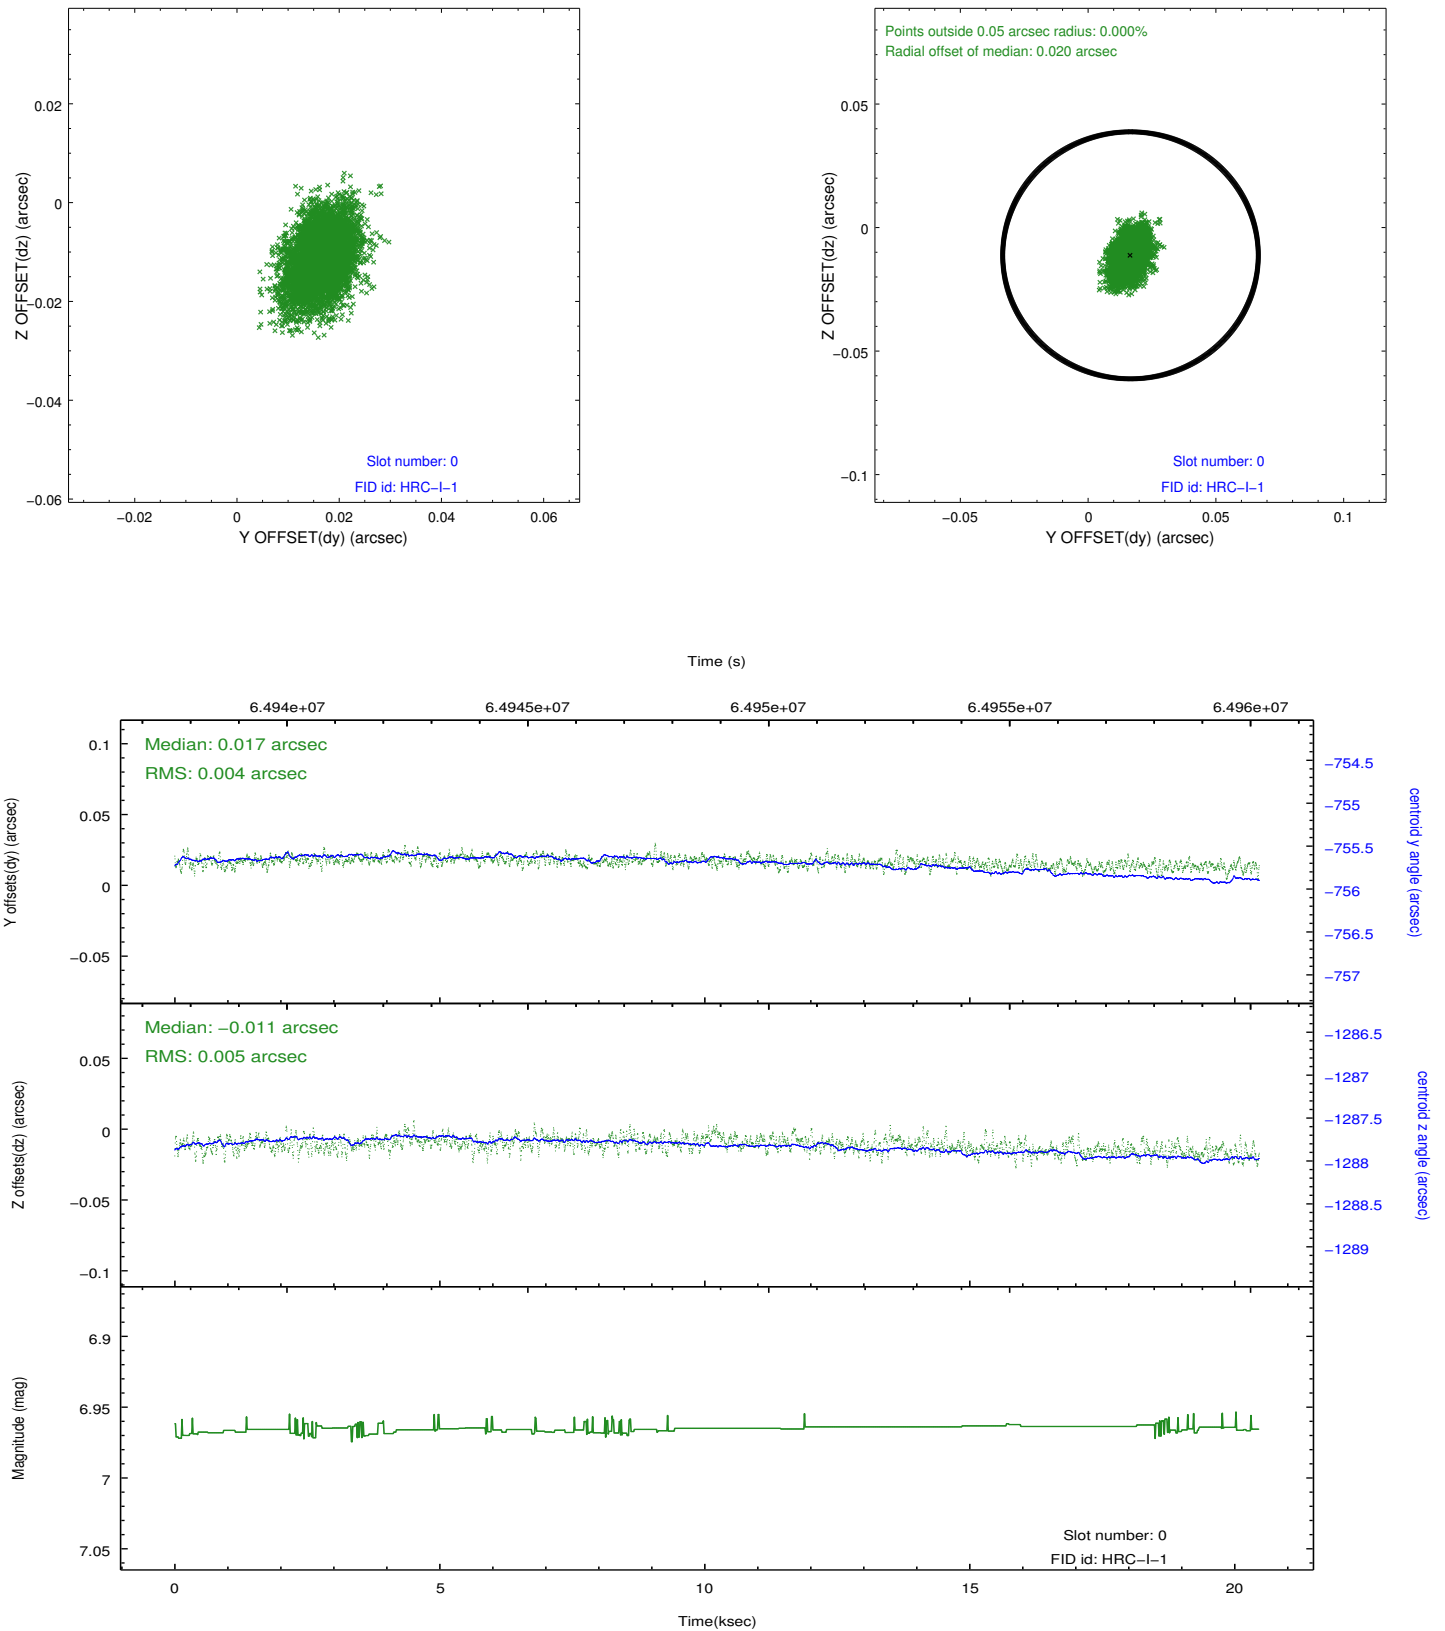 0.02
0
−0.02
−0.04
−0.06
Z OFFSET(dz) (arcsec)
Slot number: 0
FID id: HRC−I−1
−0.02 0 0.02 0.04 0.06
Y OFFSET(dy) (arcsec)
Points outside 0.05 arcsec radius: 0.000%
Radial offset of median: 0.020 arcsec
0.05
0
−0.05
−0.1
Z OFFSET(dz) (arcsec)
Slot number: 0
FID id: HRC−I−1
−0.05 0 0.05 0.1
Y OFFSET(dy) (arcsec)
Time (s)
6.494e+07 6.4945e+07 6.495e+07 6.4955e+07 6.496e+07
Median: 0.017 arcsec
RMS: 0.004 arcsec
0.1
0.05
0
−0.05
Y offsets(dy) (arcsec)
−754.5
−755
−755.5
−756
−756.5
−757
centroid y angle (arcsec)
Median: −0.011 arcsec
RMS: 0.005 arcsec
0.05
0
−0.05
−0.1
Z offsets(dz) (arcsec)
−1286.5
−1287
−1287.5
−1288
−1288.5
−1289
centroid z angle (arcsec)
6.9
6.95
7
7.05
Magnitude (mag)
Slot number: 0
FID id: HRC−I−1
0 5 10 15 20
Time(ksec)